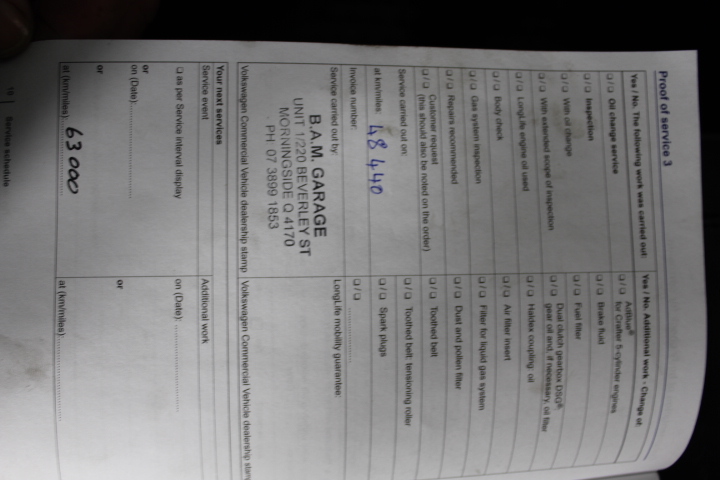 Proof of service 3
Yes / No. The following work was carried out:
❑ / ❑ Oil change service
❑ / ❑ Inspection
❑ / ❑ With oil change
❑ / ❑ With extended scope of inspection
❑ / ❑ LongLife engine oil used
❑ / ❑ Body check
❑ / ❑ Gas system inspection
❑ / ❑ Repairs recommended
❑ / ❑ Customer request
(this should also be noted on the order)
Service carried out on:
at km/miles: 48 440
Invoice number:
Service carried out by:
B.A.M. GARAGE
UNIT 1/220 BEVERLEY ST
MORNINGSIDE Q 4170
PH 07 3899 1853
Volkswagen Commercial Vehicle dealership stamp
Yes / No. Additional work - Change of:
❑ / ❑ AdBlue®
for Crafter 5-cylinder engines
❑ / ❑ Brake fluid
❑ / ❑ Fuel filter
❑ / ❑ Dual clutch gearbox DSG®:
gear oil and, if necessary, oil filter
❑ / ❑ Haldex coupling: oil
❑ / ❑ Air filter insert
❑ / ❑ Filter for liquid gas system
❑ / ❑ Dust and pollen filter
❑ / ❑ Toothed belt
❑ / ❑ Toothed belt: tensioning roller
❑ / ❑ Spark plugs
❑ / ❑ ..................
LongLife mobility guarantee:
Volkswagen Commercial Vehicle dealership stamp
Your next services
Service event
❑ as per Service interval display
or
on (Date): ..................
or
at (km/miles): 63 000
Additional work
on (Date): ..................
or
at (km/miles): ..................
18 | Service schedule